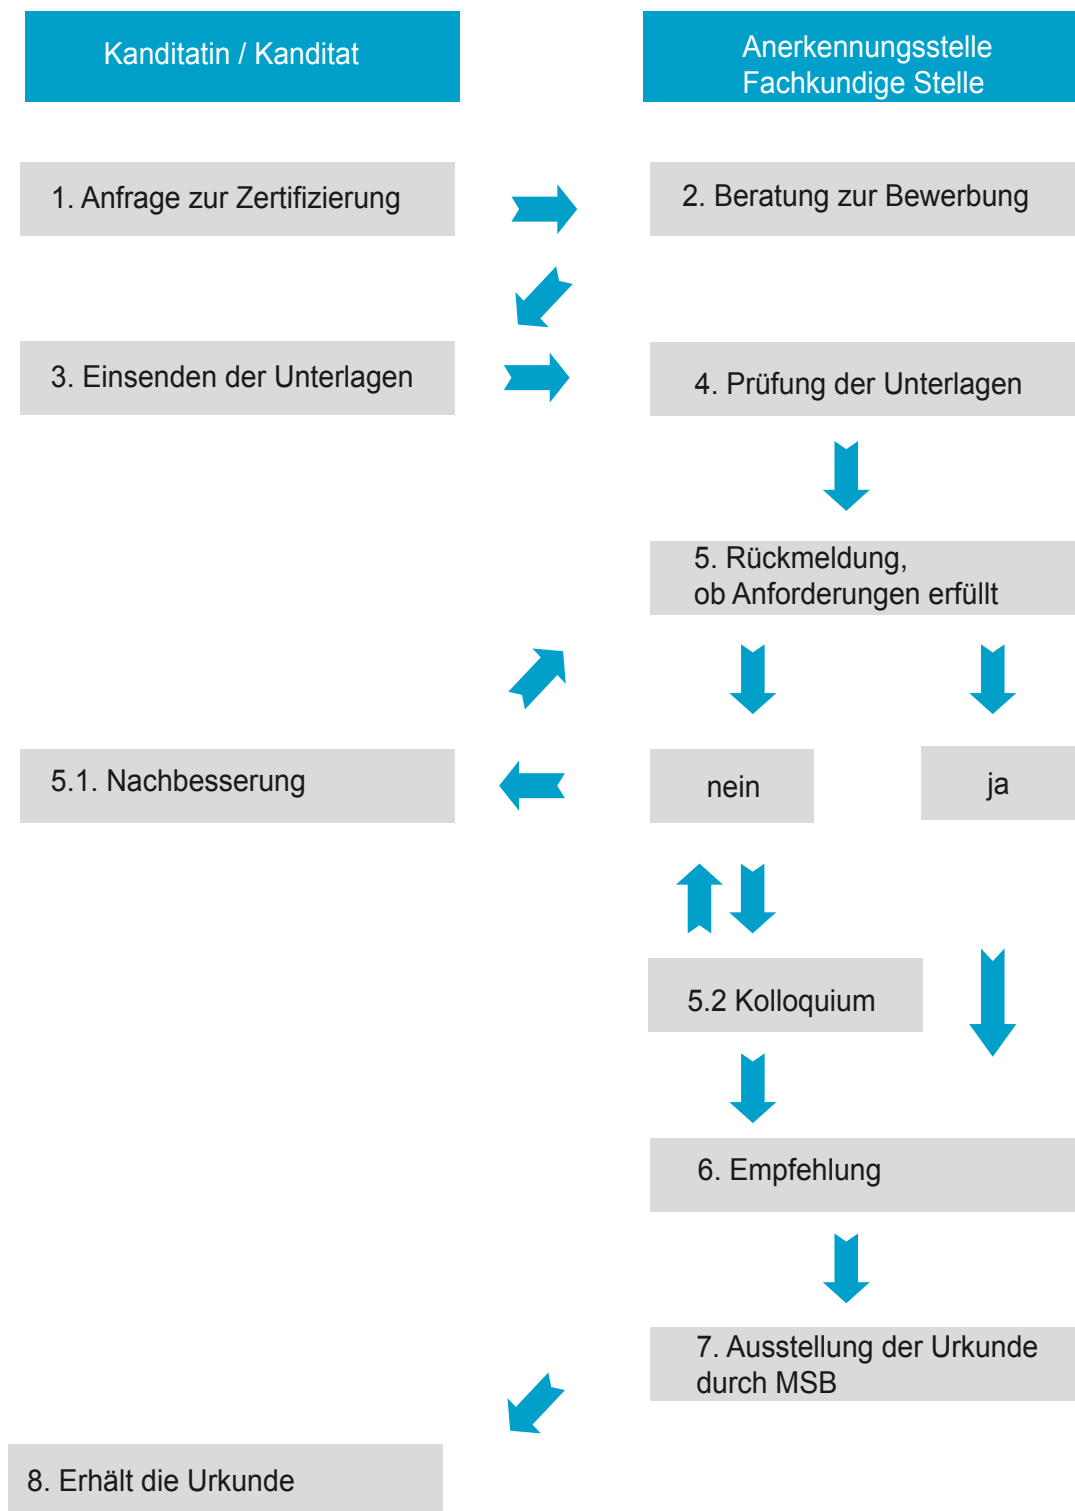 Kanditatin / Kanditat
Anerkennungsstelle
Fachkundige Stelle
1. Anfrage zur Zertifizierung
2. Beratung zur Bewerbung
3. Einsenden der Unterlagen
4. Prüfung der Unterlagen
5. Rückmeldung,
ob Anforderungen erfüllt
5.1. Nachbesserung
nein
ja
5.2 Kolloquium
6. Empfehlung
7. Ausstellung der Urkunde
durch MSB
8. Erhält die Urkunde